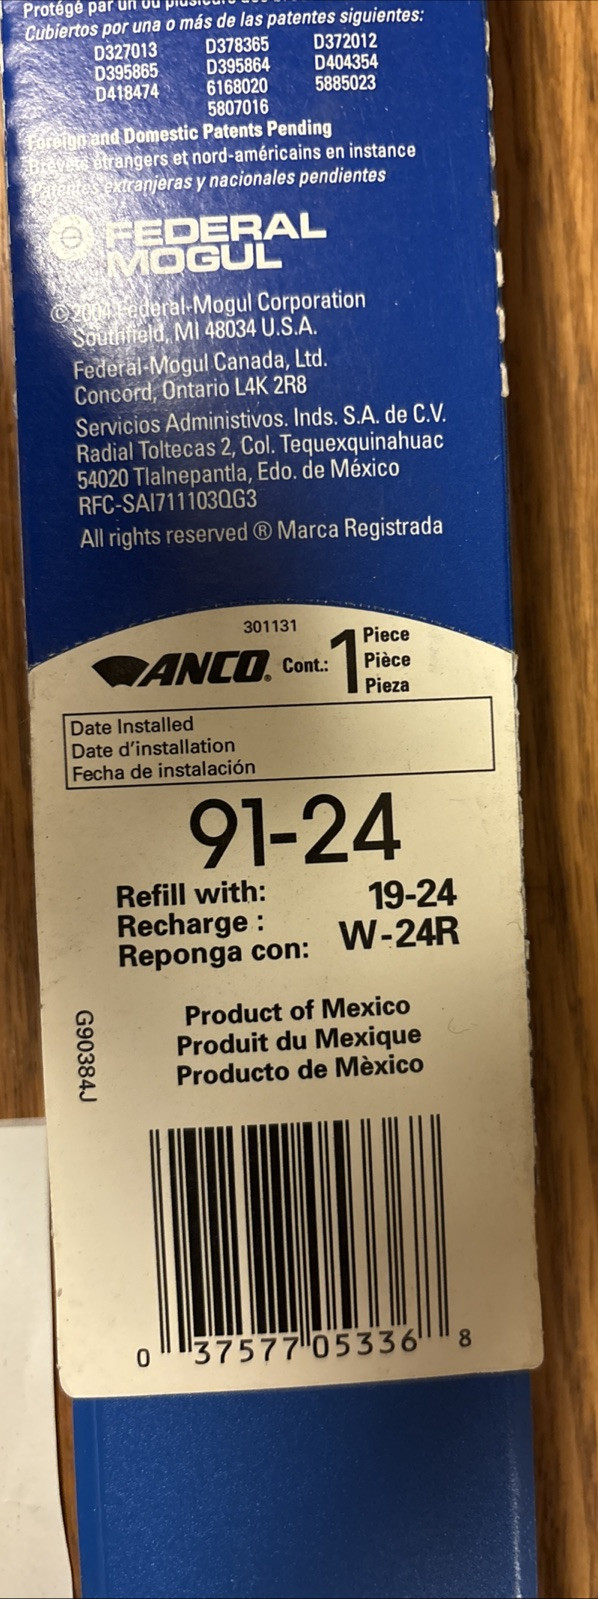 Protégé par un ou
Cubiertos por una o más de las patentes siguientes:
D327013 D378365 D372012
D395865 D395864 D404354
D418474 6168020 5885023
5807016
Foreign and Domestic Patents Pending
Brevets étrangers et nord-américains en instance
Patentes extranjeras y nacionales pendientes
FEDERAL
MOGUL
© 2004 Federal-Mogul Corporation
Southfield, MI 48034 U.S.A.
Federal-Mogul Canada, Ltd.
Concord, Ontario L4K 2R8
Servicios Administivos. Inds. S.A. de C.V.
Radial Toltecas 2, Col. Tequexquinahuac
54020 Tlalnepantla, Edo. de México
RFC-SAI711103QG3
All rights reserved ® Marca Registrada
301131
ANCO® Cont.: 1 Piece
Pièce
Pieza
Date Installed
Date d'installation
Fecha de instalación
91-24
Refill with: 19-24
Recharge : W-24R
Reponga con:
Product of Mexico
Produit du Mexique
Producto de Mèxico
G90384J
0 37577 05336 8